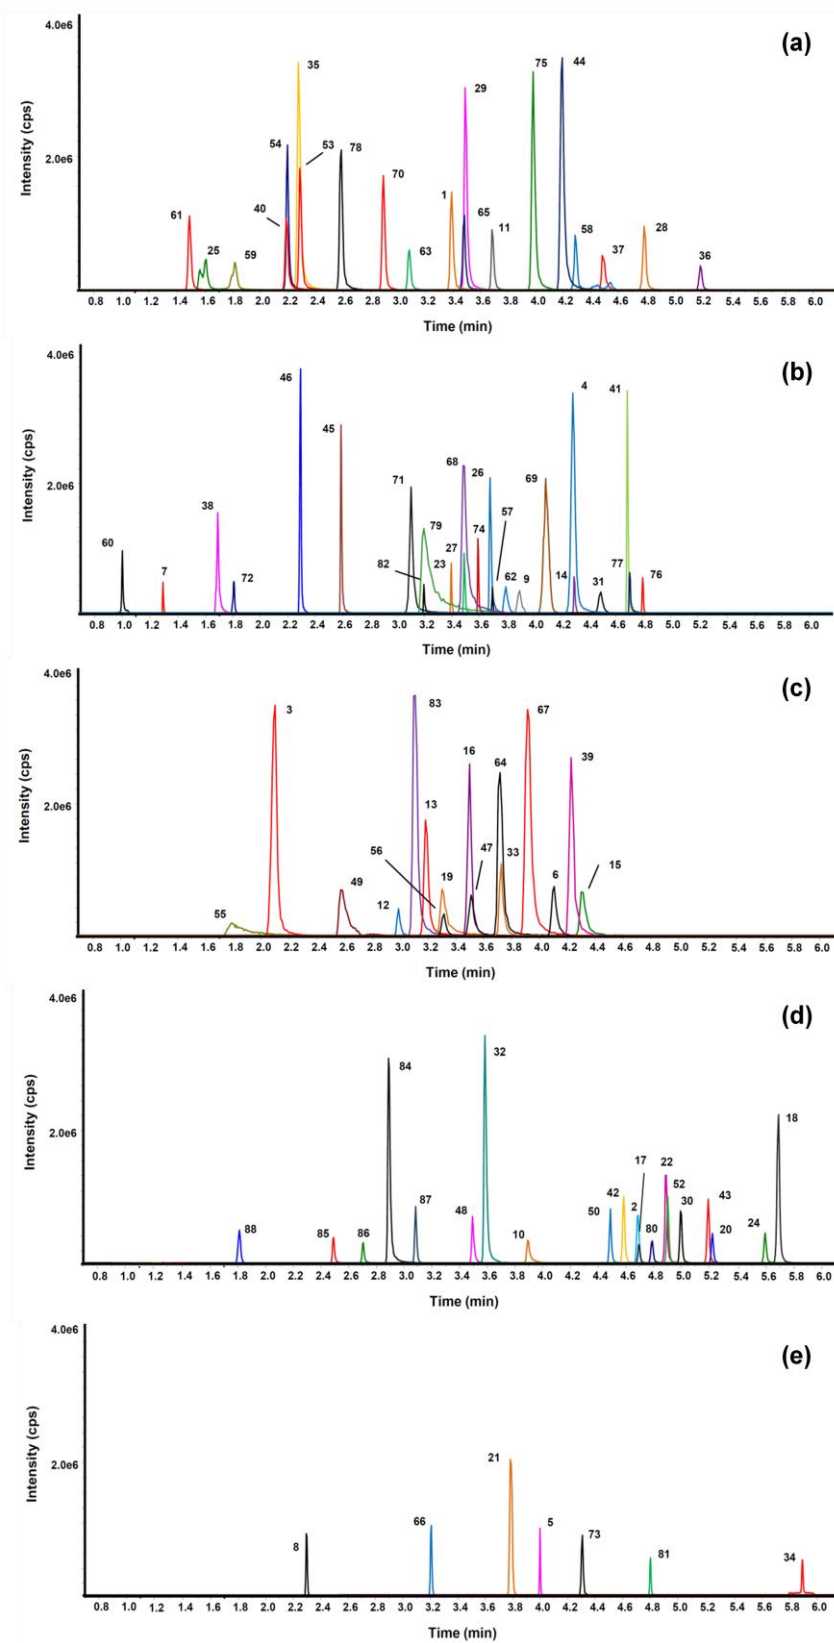 4.0e6
(a)
75
44
35
29
54
53
78
2.0e6
70
1
40
65
61
11
58
28
63
25
59
37
36
Intensity (cps)
0.8 1.0 1.2 1.4 1.6 1.8 2.0 2.2 2.4 2.6 2.8 3.0 3.2 3.4 3.6 3.8 4.0 4.2 4.4 4.6 4.8 5.0 5.2 5.4 5.6 5.8 6.0
Time (min)
4.0e6
(b)
46
4
41
45
68
26
69
71
2.0e6
57
38
79
74
60
27
82
23
7
72
62
9
14
31
77
76
Intensity (cps)
0.8 1.0 1.2 1.4 1.6 1.8 2.0 2.2 2.4 2.6 2.8 3.0 3.2 3.4 3.6 3.8 4.0 4.2 4.4 4.6 4.8 5.0 5.2 5.4 5.6 5.8 6.0
Time (min)
4.0e6
(c)
3
83
67
16
64
39
2.0e6
13
56
47
33
49
19
6
15
12
55
Intensity (cps)
0.8 1.0 1.2 1.4 1.6 1.8 2.0 2.2 2.4 2.6 2.8 3.0 3.2 3.4 3.6 3.8 4.0 4.2 4.4 4.6 4.8 5.0 5.2 5.4 5.6 5.8 6.0
Time (min)
4.0e6
(d)
32
84
18
2.0e6
17
22
52
42
2
30
43
87
50
48
88
85
86
10
80
20
24
Intensity (cps)
0.8 1.0 1.2 1.4 1.6 1.8 2.0 2.2 2.4 2.6 2.8 3.0 3.2 3.4 3.6 3.8 4.0 4.2 4.4 4.6 4.8 5.0 5.2 5.4 5.6 5.8 6.0
Time (min)
4.0e6
(e)
21
2.0e6
66
5
8
73
81
34
Intensity (cps)
0.8 1.0 1.2 1.4 1.6 1.8 2.0 2.2 2.4 2.6 2.8 3.0 3.2 3.4 3.6 3.8 4.0 4.2 4.4 4.6 4.8 5.0 5.2 5.4 5.6 5.8 6.0
Time (min)